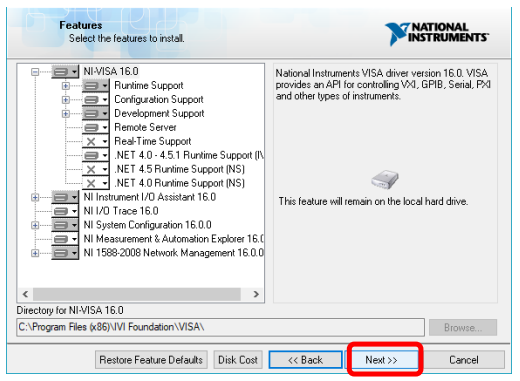 Features
Select the features to install.
NATIONAL
INSTRUMENTS
NI-VISA 16.0
Runtime Support
Configuration Support
Development Support
Remote Server
Real-Time Support
.NET 4.0 - 4.5.1 Runtime Support (I\
.NET 4.5 Runtime Support (NS)
.NET 4.0 Runtime Support (NS)
NI Instrument I/O Assistant 16.0
NI I/O Trace 16.0
NI System Configuration 16.0.0
NI Measurement & Automation Explorer 16.0
NI 1588-2008 Network Management 16.0.0
National Instruments VISA driver version 16.0. VISA
provides an API for controlling VXI, GPIB, Serial, PXI
and other types of instruments.
This feature will remain on the local hard drive.
Directory for NI-VISA 16.0
C:\Program Files (x86)\IVI Foundation\VISA\
Browse...
Restore Feature Defaults
Disk Cost
<< Back
Next >>
Cancel